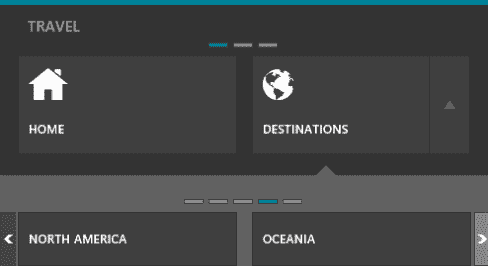 TRAVEL
HOME
DESTINATIONS
NORTH AMERICA
OCEANIA